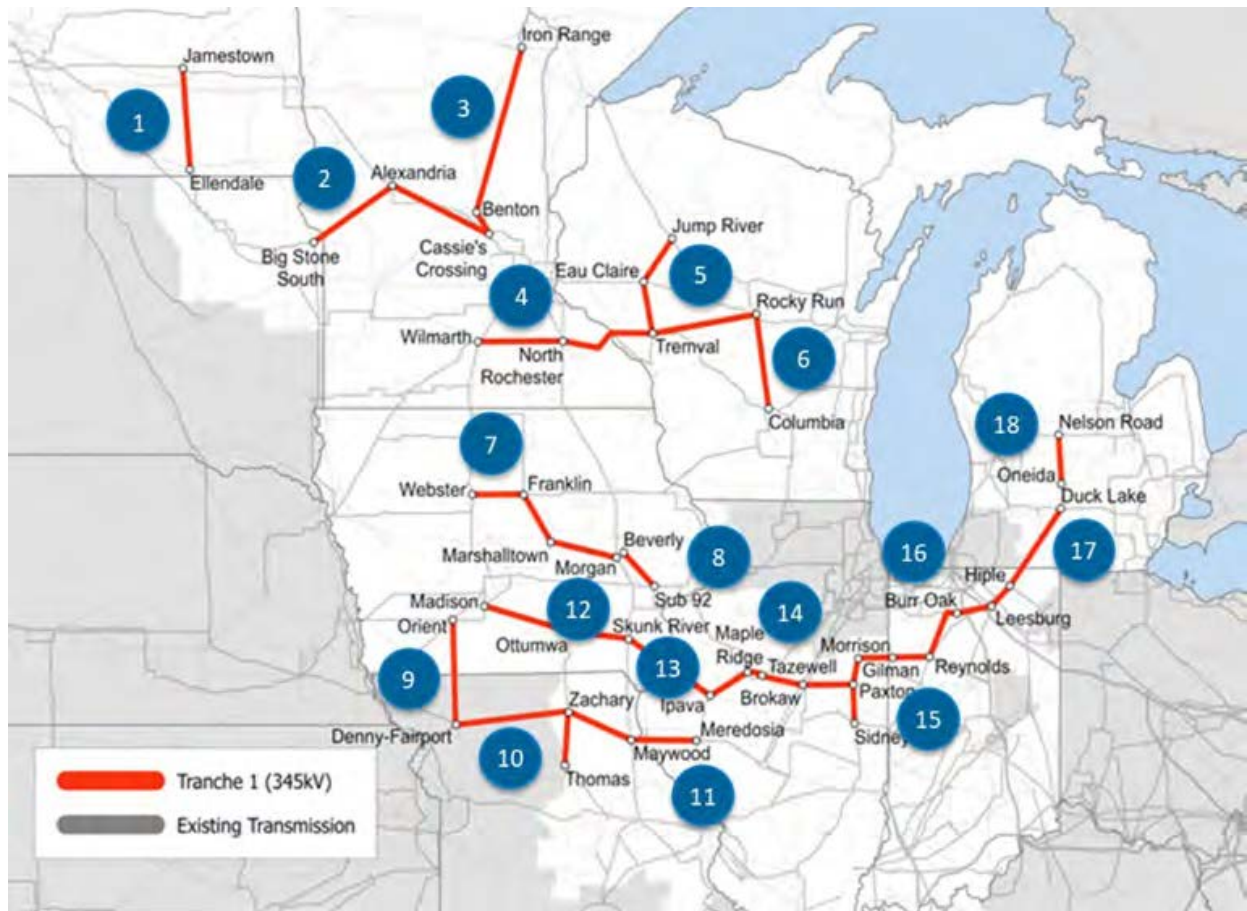 Iron Range
Jamestown
3
1
2
Alexandria
Ellendale
Benton
Jump River
Big Stone
South
Cassie's
Crossing
Eau Claire
5
4
Rocky Run
Wilmarth
North
Rochester
Tremval
6
Columbia
18
Nelson Road
7
Oneida
Webster
Franklin
Duck Lake
Marshalltown
Beverly
Morgan
8
16
17
Hiple
Sub 92
Madison
12
14
Burr Oak
Leesburg
Orient
Skunk River
Ottumwa
Maple
Ridge
Morrison
Tazewell
Gilman
Reynolds
9
13
Ipava
Brokaw
Paxton
15
Zachary
Sidney
Denny-Fairport
Meredosia
10
Maywood
Thomas
11
Tranche 1 (345kV)
Existing Transmission